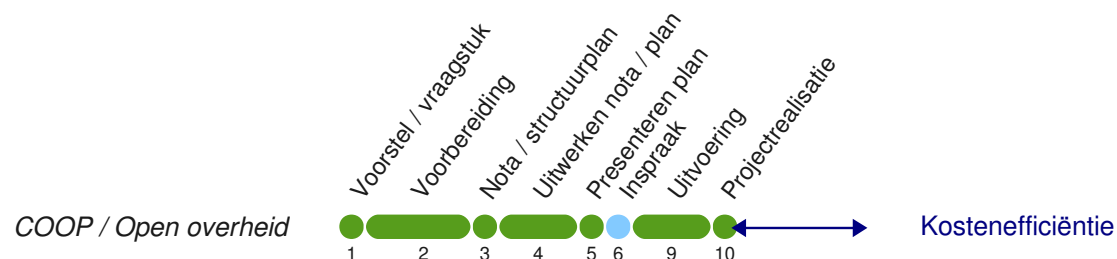 Voorstel / vraagstuk
Voorbereiding
Nota / structuurplan
Uitwerken nota / plan
Presenteren plan
Inspraak
Uitvoering
Projectrealisatie
COOP / Open overheid
Kostenefficiëntie
1 2 3 4 5 6 9 10